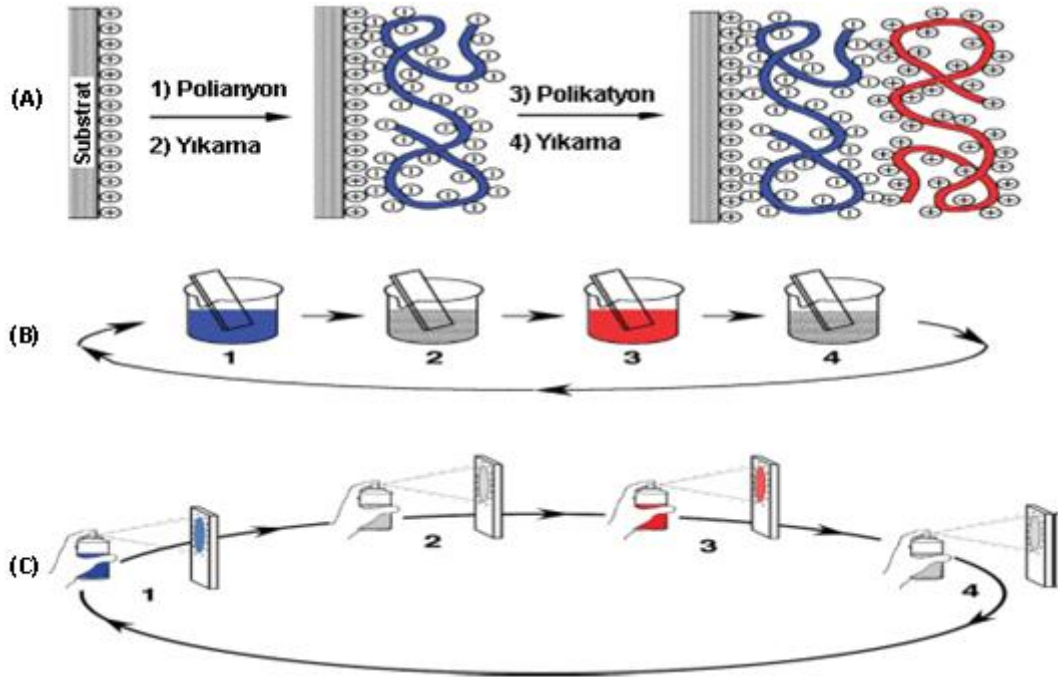 (A)
Substrat
1) Polianyon
2) Yıkama
3) Polikatyon
4) Yıkama
(B)
1
2
3
4
(C)
1
2
3
4